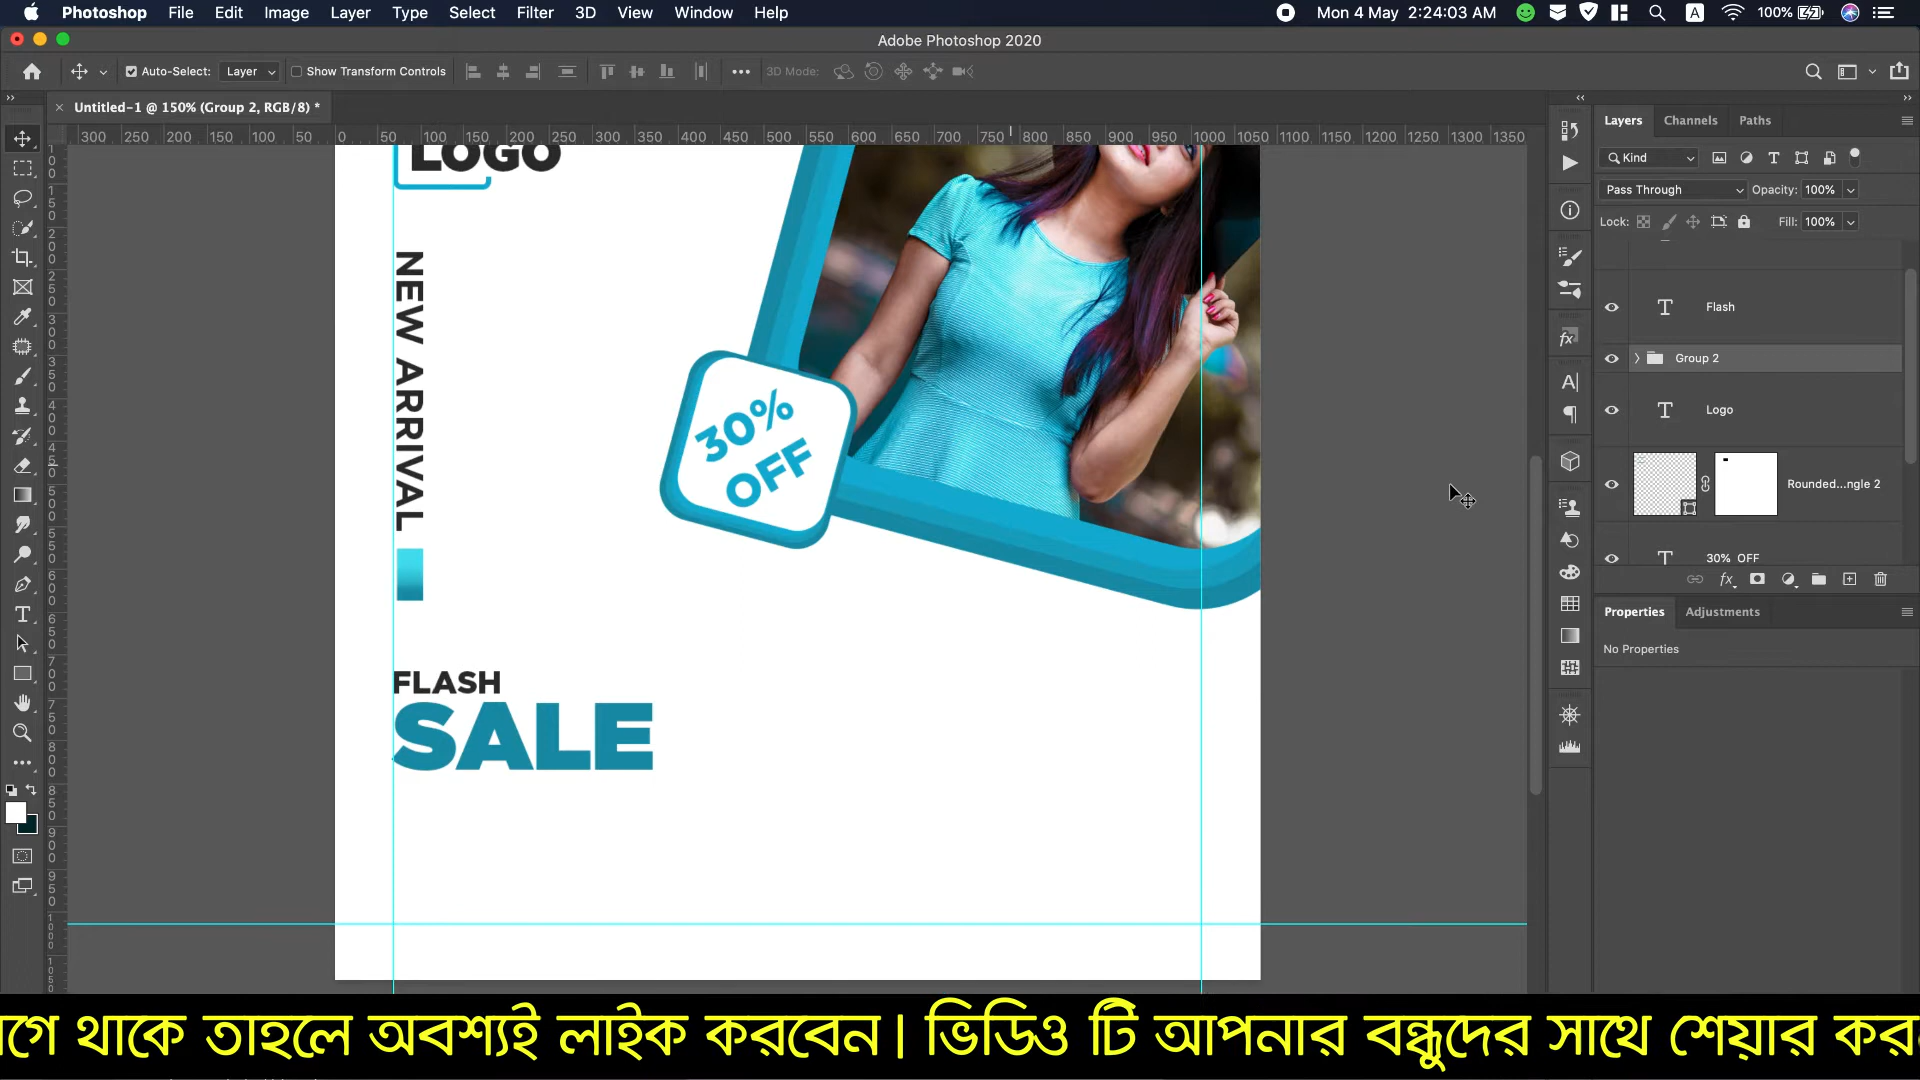 Photoshop File Edit Image Layer Type Select Filter 3D View Window Help Mon 4 May 2:24:03 AM A 100%
Adobe Photoshop 2020
Auto-Select: Layer Show Transform Controls 3D Mode:
Untitled-1 @ 150% (Group 2, RGB/8) *
300 250 200 150 100 50 0 50 100 150 200 250 300 350 400 450 500 550 600 650 700 750 800 850 900 950 1000 1050 1100 1150 1200 1250 1300 1350
LOGO
NEW ARRIVAL
30%
OFF
FLASH
SALE
Layers Channels Paths
Kind
Pass Through Opacity: 100%
Lock: Fill: 100%
Flash
Group 2
Logo
Rounded...ngle 2
30% OFF
Properties Adjustments
No Properties
গে থাকে তাহলে অবশ্যই লাইক করবেন। ভিডিও টি আপনার বন্ধুদের সাথে শেয়ার কর